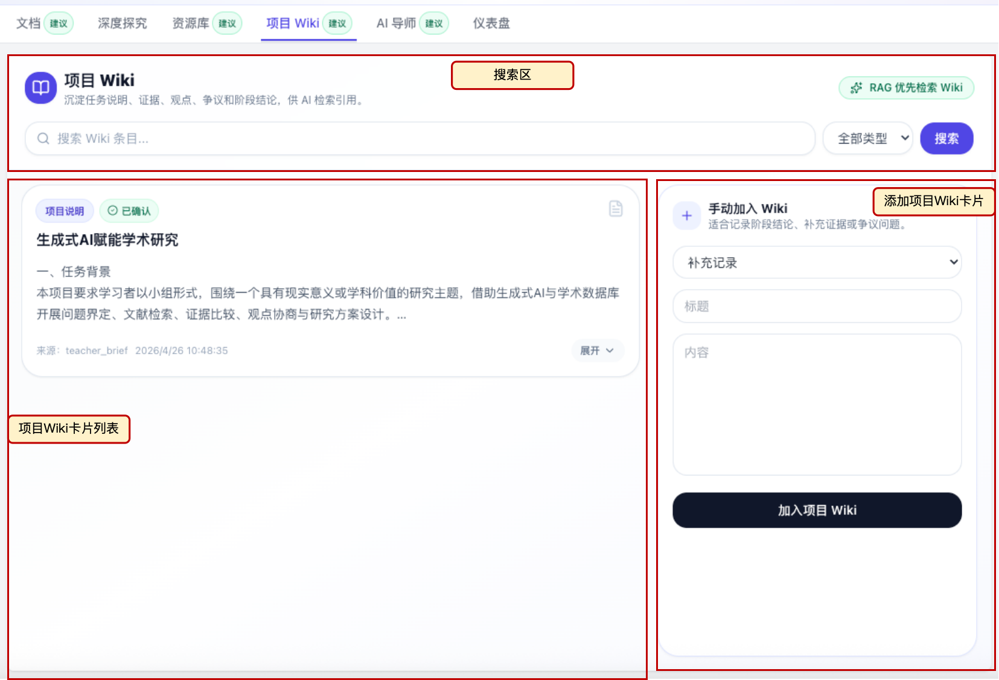 文档 建议 深度探究 资源库 建议 项目 Wiki 建议 AI 导师 建议 仪表盘
搜索区
项目 Wiki
沉淀任务说明、证据、观点、争议和阶段结论，供 AI 检索引用。
RAG 优先检索 Wiki
搜索 Wiki 条目... 全部类型 搜索
项目说明 已确认
生成式AI赋能学术研究
一、任务背景
本项目要求学习者以小组形式，围绕一个具有现实意义或学科价值的研究主题，借助生成式AI与学术数据库
开展问题界定、文献检索、证据比较、观点协商与研究方案设计。...
来源：teacher_brief 2026/4/26 10:48:35 展开
项目Wiki卡片列表
添加项目Wiki卡片
手动加入 Wiki
适合记录阶段结论、补充证据或争议问题。
补充记录
标题
内容
加入项目 Wiki